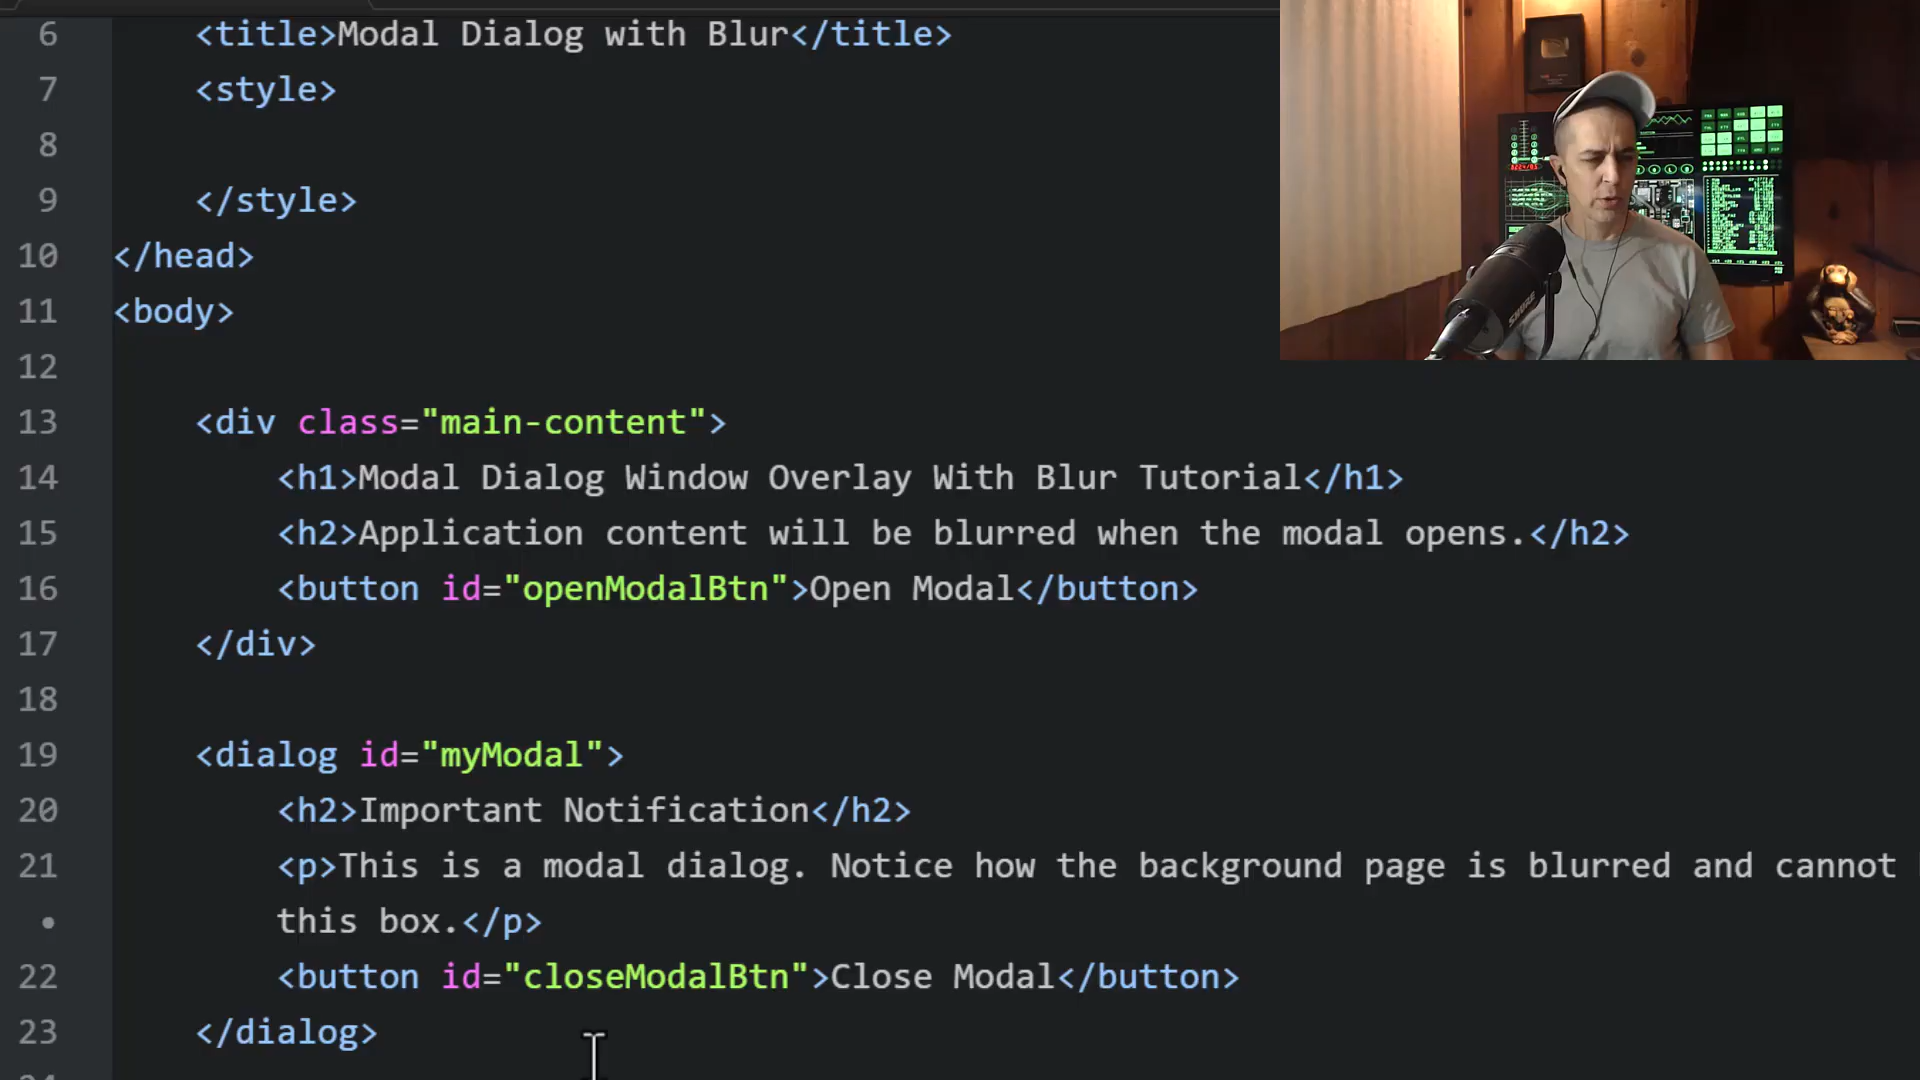 6 <title>Modal Dialog with Blur</title>
7 <style>
8
9 </style>
10 </head>
11 <body>
12
13 <div class="main-content">
14 <h1>Modal Dialog Window Overlay With Blur Tutorial</h1>
15 <h2>Application content will be blurred when the modal opens.</h2>
16 <button id="openModalBtn">Open Modal</button>
17 </div>
18
19 <dialog id="myModal">
20 <h2>Important Notification</h2>
21 <p>This is a modal dialog. Notice how the background page is blurred and cannot
• this box.</p>
22 <button id="closeModalBtn">Close Modal</button>
23 </dialog>
24
SHURE